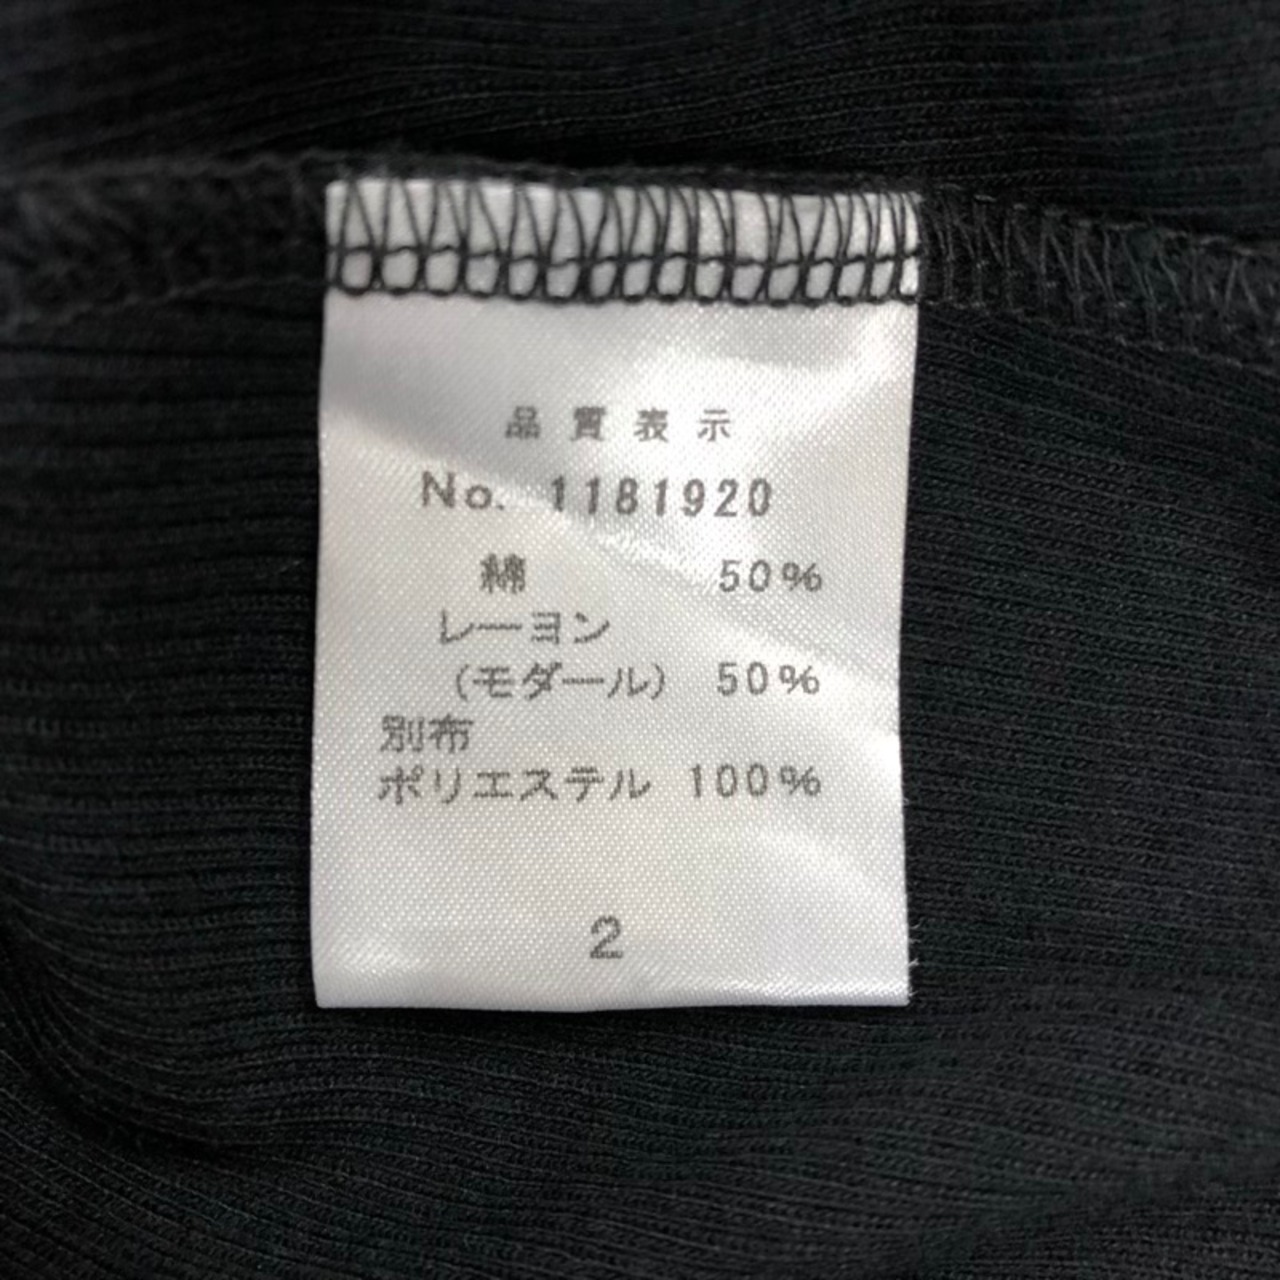 品質表示
No. 1181920
綿 50%
レーヨン
(モダール) 50%
別布
ポリエステル 100%
2